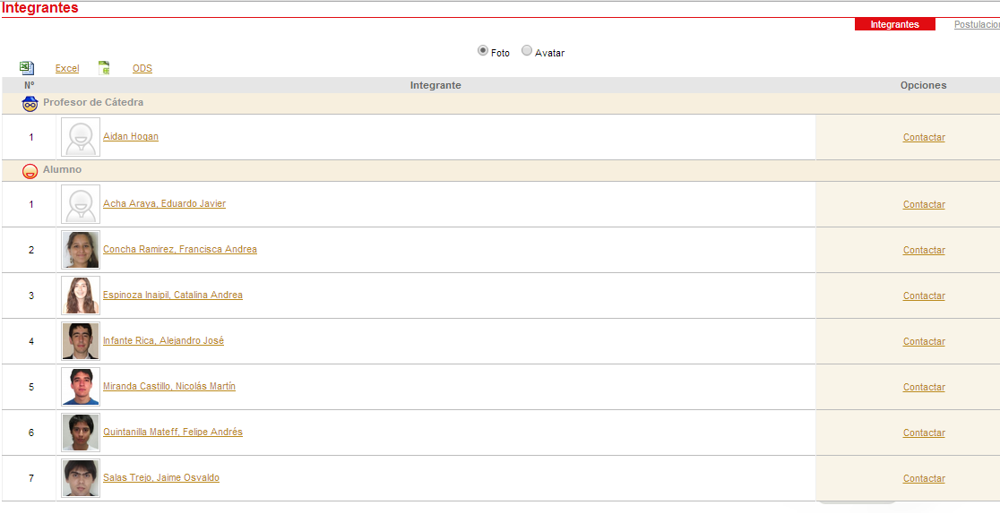 Integrantes
Integrantes Postulacion
Foto Avatar
Excel ODS
Nº Integrante Opciones
Profesor de Cátedra
1 Aidan Hogan Contactar
Alumno
1 Acha Araya, Eduardo Javier Contactar
2 Concha Ramirez, Francisca Andrea Contactar
3 Espinoza Inaipil, Catalina Andrea Contactar
4 Infante Rica, Alejandro José Contactar
5 Miranda Castillo, Nicolás Martín Contactar
6 Quintanilla Mateff, Felipe Andrés Contactar
7 Salas Trejo, Jaime Osvaldo Contactar